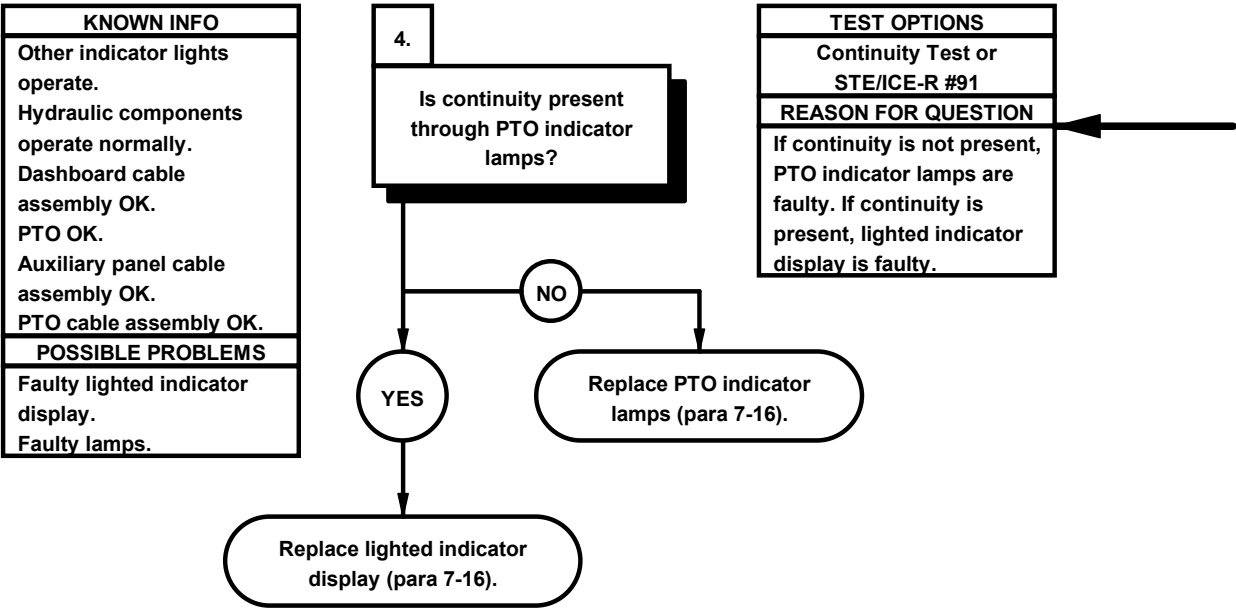 KNOWN INFO
Other indicator lights
operate.
Hydraulic components
operate normally.
Dashboard cable
assembly OK.
PTO OK.
Auxiliary panel cable
assembly OK.
PTO cable assembly OK.
POSSIBLE PROBLEMS
Faulty lighted indicator
display.
Faulty lamps.
4.
Is continuity present
through PTO indicator
lamps?
TEST OPTIONS
Continuity Test or
STE/ICE-R #91
REASON FOR QUESTION
If continuity is not present,
PTO indicator lamps are
faulty. If continuity is
present, lighted indicator
display is faulty.
NO
YES
Replace PTO indicator
lamps (para 7-16).
Replace lighted indicator
display (para 7-16).